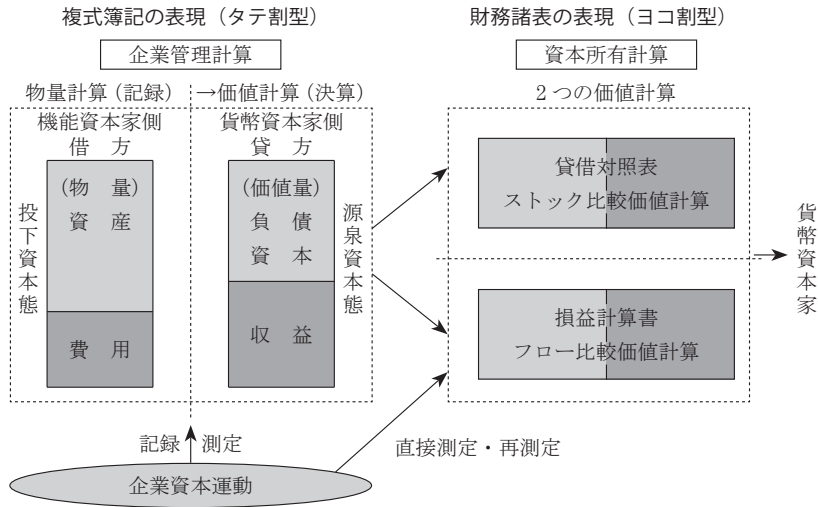 複式簿記の表現(タテ割型)
企業管理計算
物量計算(記録)
→価値計算(決算)
機能資本家側
借　方
貨幣資本家側
貸　方
投下資本態
(物　量)
資　産
費　用
(価値量)
負　債
資　本
収　益
源泉資本態
記録
測定
企業資本運動
直接測定・再測定
財務諸表の表現(ヨコ割型)
資本所有計算
2つの価値計算
貸借対照表
ストック比較価値計算
損益計算書
フロー比較価値計算
貨幣資本家